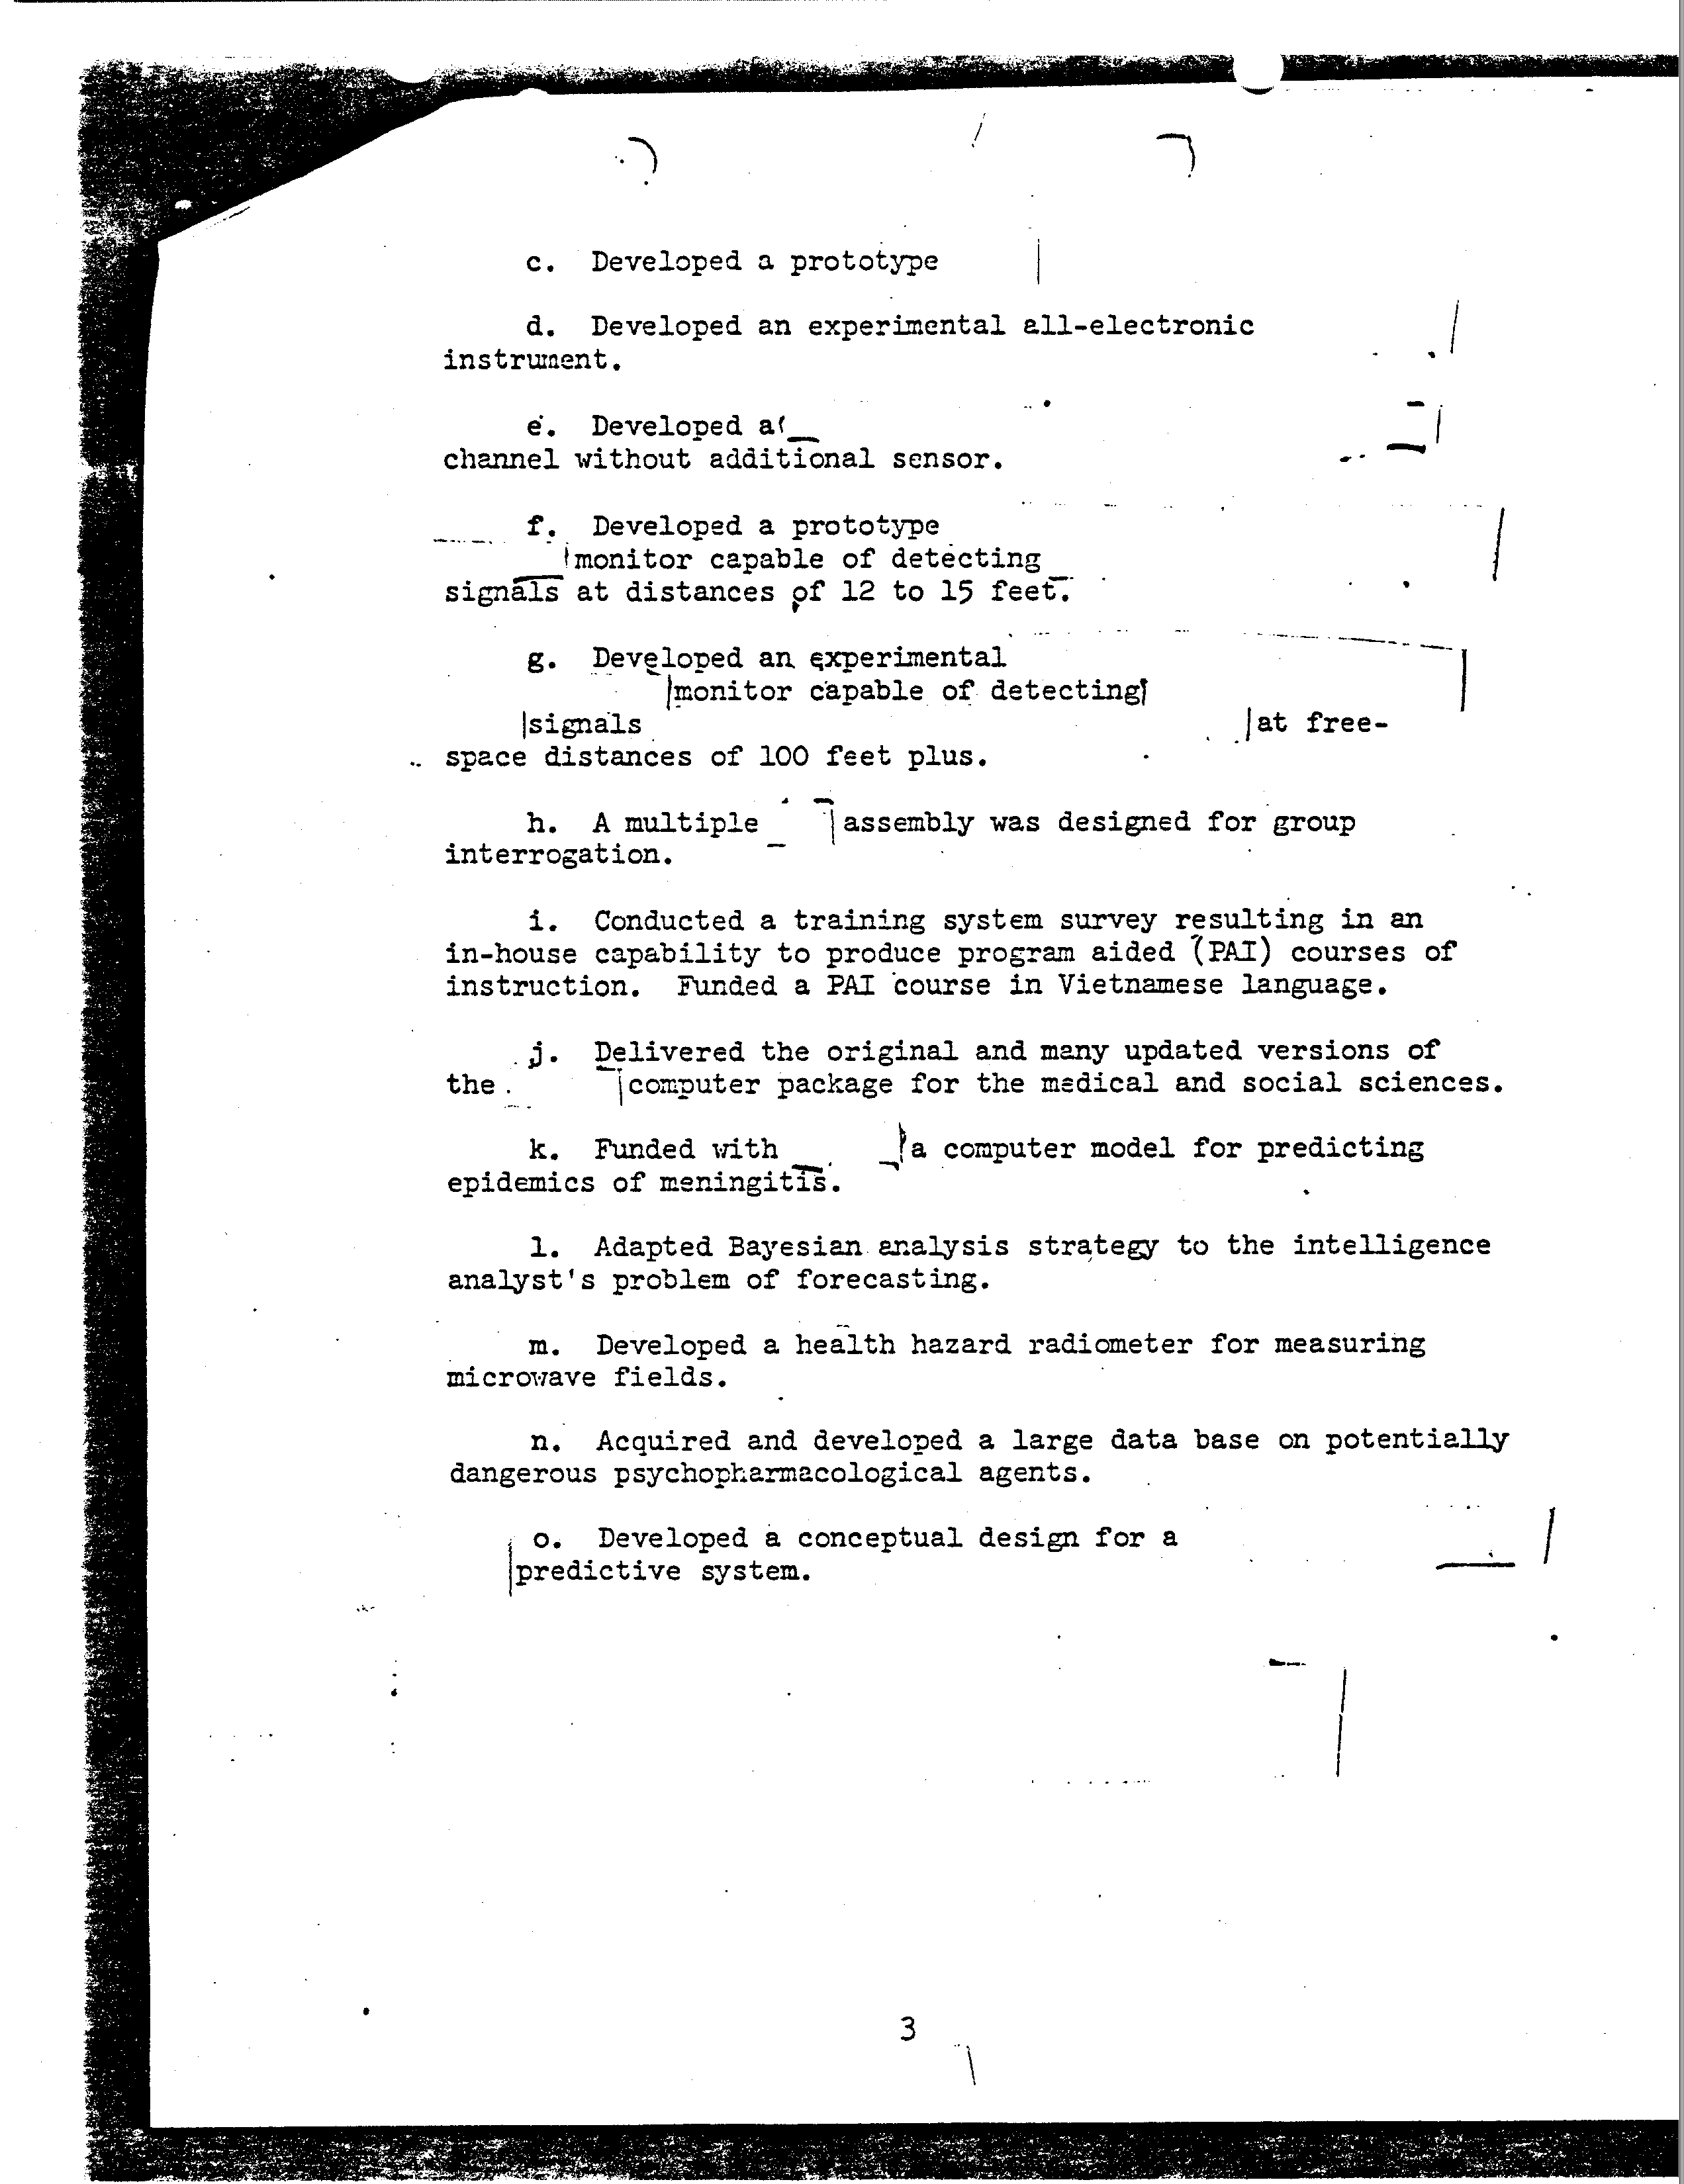 c. Developed a prototype
d. Developed an experimental all-electronic
instrument.
e. Developed a
channel without additional sensor.
f. Developed a prototype
monitor capable of detecting
signals at distances of 12 to 15 feet.
g. Developed an experimental
monitor capable of detecting
signals at free-
space distances of 100 feet plus.
h. A multiple assembly was designed for group
interrogation.
i. Conducted a training system survey resulting in an
in-house capability to produce program aided (PAI) courses of
instruction. Funded a PAI course in Vietnamese language.
j. Delivered the original and many updated versions of
the computer package for the medical and social sciences.
k. Funded with a computer model for predicting
epidemics of meningitis.
l. Adapted Bayesian analysis strategy to the intelligence
analyst's problem of forecasting.
m. Developed a health hazard radiometer for measuring
microwave fields.
n. Acquired and developed a large data base on potentially
dangerous psychopharmacological agents.
o. Developed a conceptual design for a
predictive system.
3